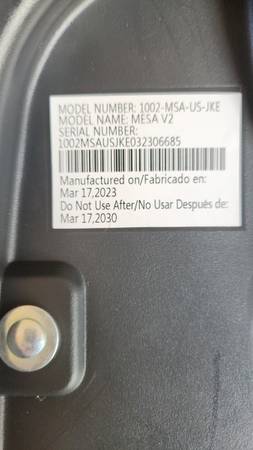 MODEL NUMBER: 1002-MSA-US-JKE
MODEL NAME: MESA V2
SERIAL NUMBER:
1002MSAUSJKE032306685
Manufactured on/Fabricado en:
Mar 17,2023
Do Not Use After/No Usar Después de:
Mar 17,2030